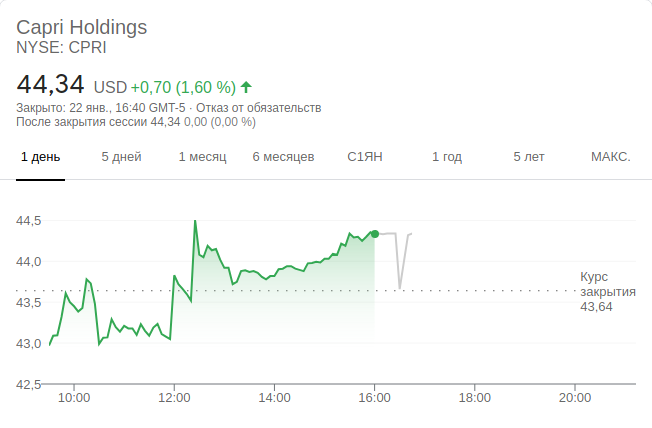 Capri Holdings
NYSE: CPRI
44,34 USD +0,70 (1,60 %)
Закрыто: 22 янв., 16:40 GMT-5 · Отказ от обязательств
После закрытия сессии 44,34 0,00 (0,00 %)
1 день 5 дней 1 месяц 6 месяцев С1ЯН 1 год 5 лет МАКС.
44,5
44,0
43,5
43,0
42,5
Курс
закрытия
43,64
10:00 12:00 14:00 16:00 18:00 20:00